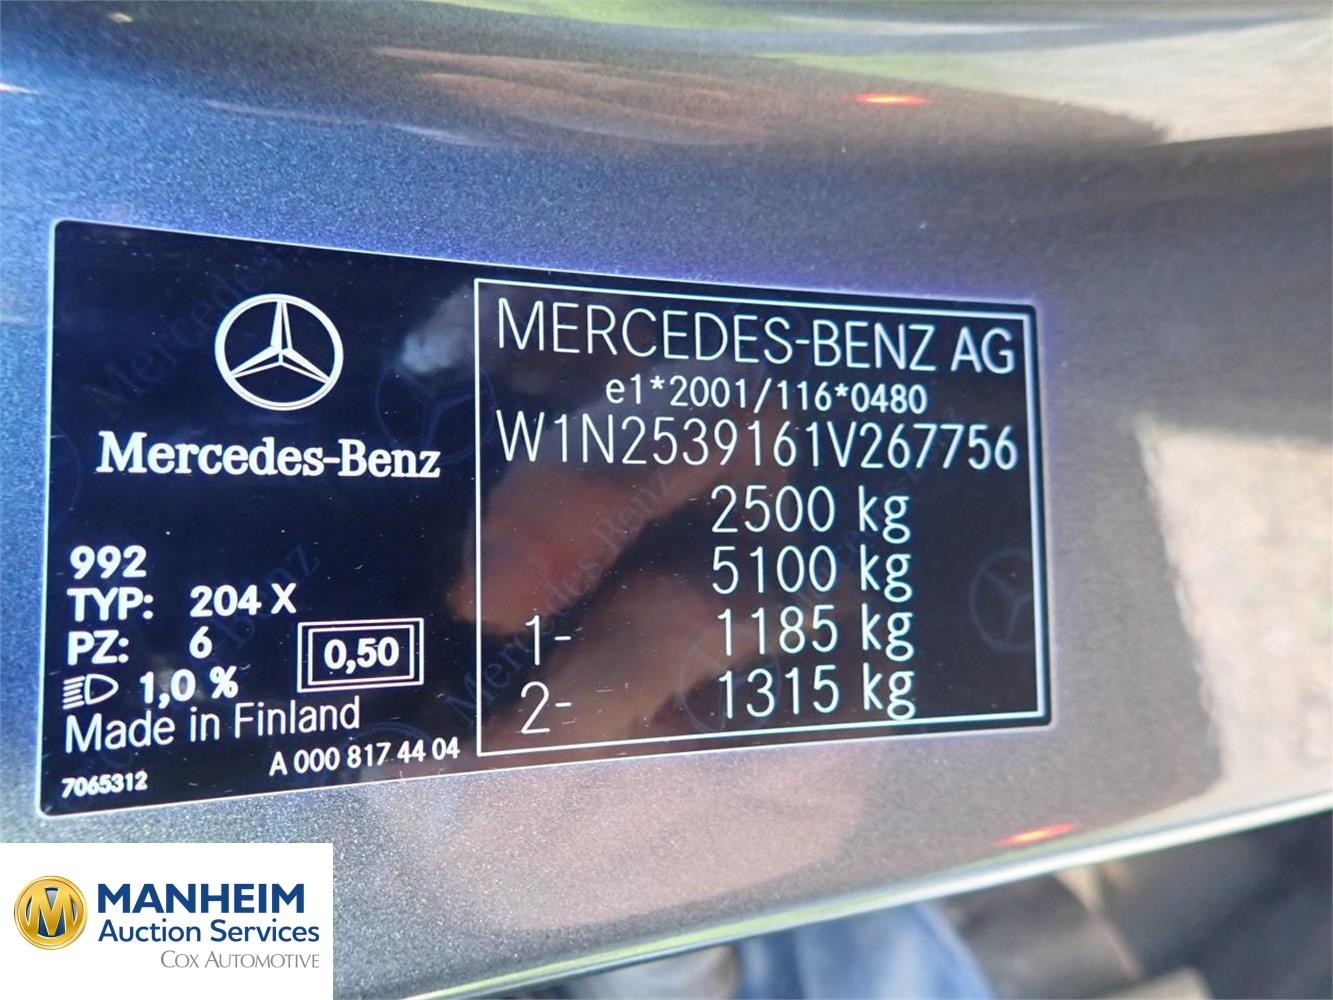 Mercedes-Benz
992
TYP: 204 X
PZ: 6
1,0 %
0,50
Made in Finland
A 000 817 44 04
7065312
MERCEDES-BENZ AG
e1*2001/116*0480
W1N2539161V267756
2500 kg
5100 kg
1- 1185 kg
2- 1315 kg
MANHEIM
Auction Services
COX AUTOMOTIVE